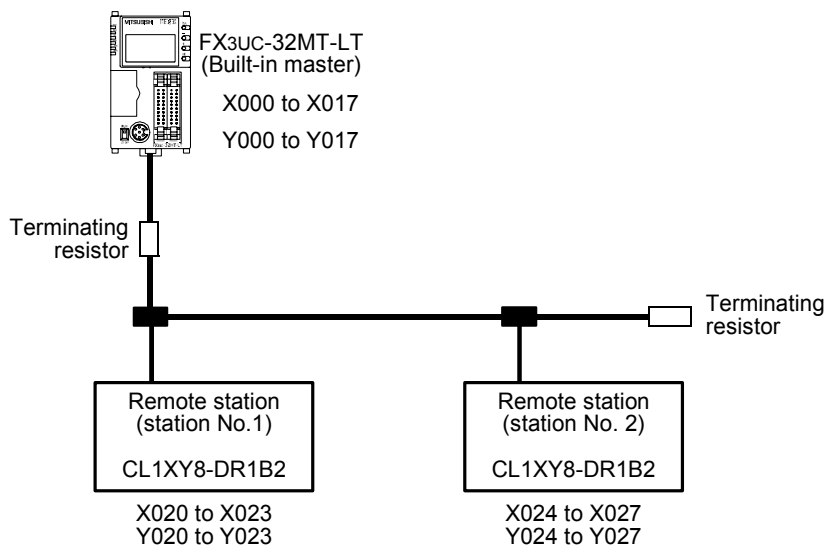 MITSUBISHI
FX3UC-32MT-LT
(Built-in master)
X000 to X017
Y000 to Y017
Terminating
resistor
Terminating
resistor
Remote station
(station No.1)
CL1XY8-DR1B2
X020 to X023
Y020 to Y023
Remote station
(station No. 2)
CL1XY8-DR1B2
X024 to X027
Y024 to Y027